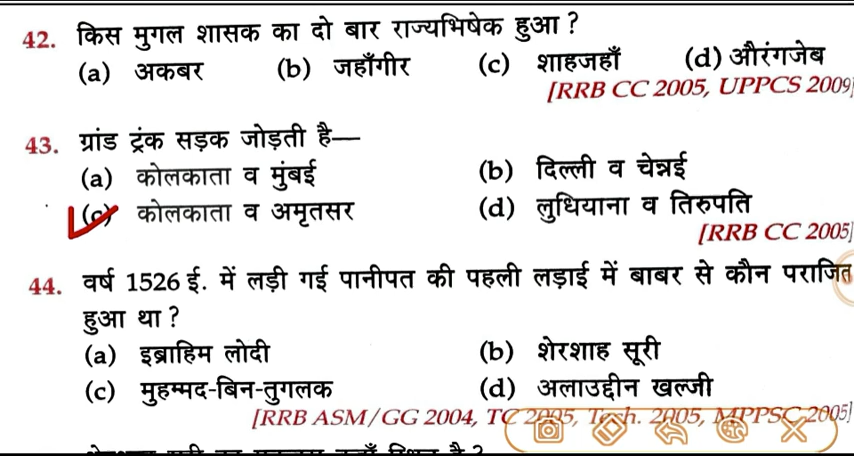 42. किस मुगल शासक का दो बार राज्यभिषेक हुआ ?
(a) अकबर (b) जहाँगीर (c) शाहजहाँ (d) औरंगजेब
[RRB CC 2005, UPPCS 2009]
43. ग्रांड ट्रंक सड़क जोड़ती है—
(a) कोलकाता व मुंबई (b) दिल्ली व चेन्नई
(c) कोलकाता व अमृतसर (d) लुधियाना व तिरुपति
[RRB CC 2005]
44. वर्ष 1526 ई. में लड़ी गई पानीपत की पहली लड़ाई में बाबर से कौन पराजित
हुआ था ?
(a) इब्राहिम लोदी (b) शेरशाह सूरी
(c) मुहम्मद-बिन-तुगलक (d) अलाउद्दीन खल्जी
[RRB ASM/GG 2004, TC 2005, Tech. 2005, MPPSC 2005]